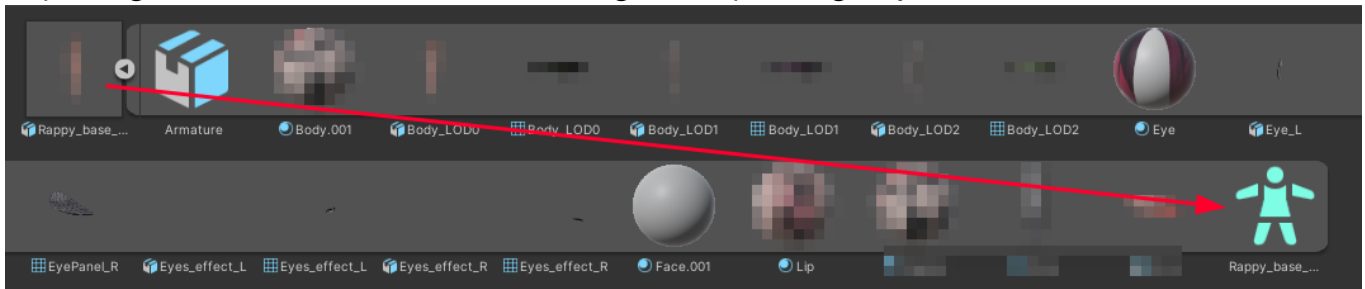 Rappy_base_...
Armature
Body.001
Body_LOD0
Body_LOD0
Body_LOD1
Body_LOD1
Body_LOD2
Body_LOD2
Eye
Eye_L
EyePanel_R
Eyes_effect_L
Eyes_effect_L
Eyes_effect_R
Eyes_effect_R
Face.001
Lip
Rappy_base_...